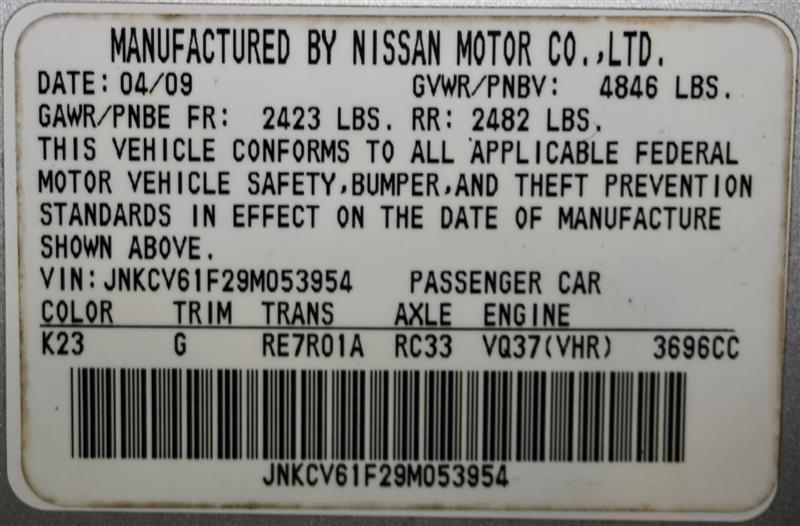 MANUFACTURED BY NISSAN MOTOR CO.,LTD.
DATE: 04/09 GVWR/PNBV: 4846 LBS.
GAWR/PNBE FR: 2423 LBS. RR: 2482 LBS.
THIS VEHICLE CONFORMS TO ALL APPLICABLE FEDERAL
MOTOR VEHICLE SAFETY,BUMPER,AND THEFT PREVENTION
STANDARDS IN EFFECT ON THE DATE OF MANUFACTURE
SHOWN ABOVE.
VIN: JNKCV61F29M053954 PASSENGER CAR
COLOR TRIM TRANS AXLE ENGINE
K23 G RE7R01A RC33 VQ37(VHR) 3696CC
JNKCV61F29M053954